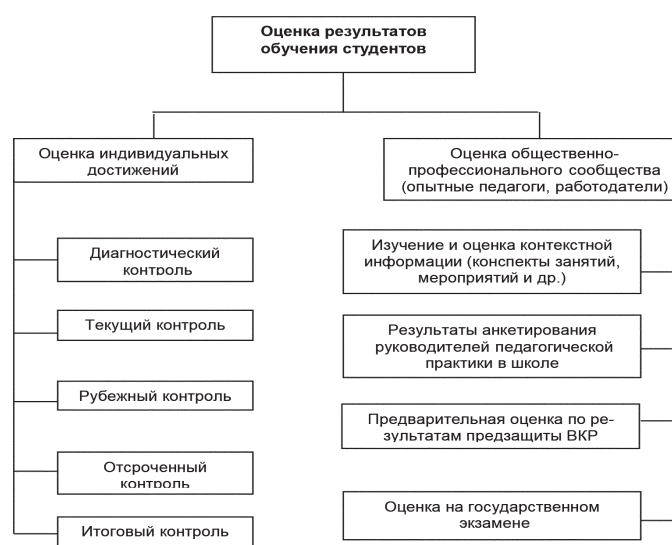 Оценка результатов
обучения студентов
Оценка индивидуальных
достижений
Диагностический
контроль
Текущий контроль
Рубежный контроль
Отсроченный
контроль
Итоговый контроль
Оценка общественно-
профессионального сообщества
(опытные педагоги, работодатели)
Изучение и оценка контекстной
информации (конспекты занятий,
мероприятий и др.)
Результаты анкетирования
руководителей педагогической
практики в школе
Предварительная оценка по ре-
зультатам предзащиты ВКР
Оценка на государственном
экзамене